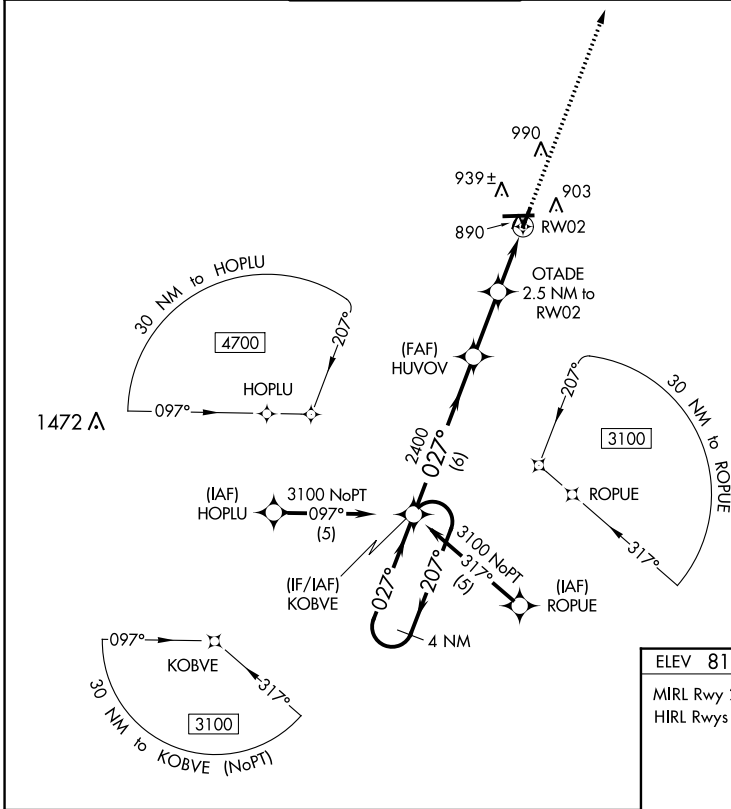 990
939±
903
890
RW02
OTADE
2.5 NM to
RW02
30 NM to HOPLU
4700
207°
HOPLU
097°
1472
(FAF)
HUVOV
207°
30 NM to ROPUE
3100
ROPUE
317°
2400
027°
(6)
(IAF)
HOPLU
3100 NoPT
097°
(5)
3100 NoPT
317°
(5)
(IF/IAF)
KOBVE
027°
207°
(IAF)
ROPUE
4 NM
097°
KOBVE
317°
3100
30 NM to KOBVE (NoPT)
ELEV 81
MIRL Rwy
HIRL Rwys